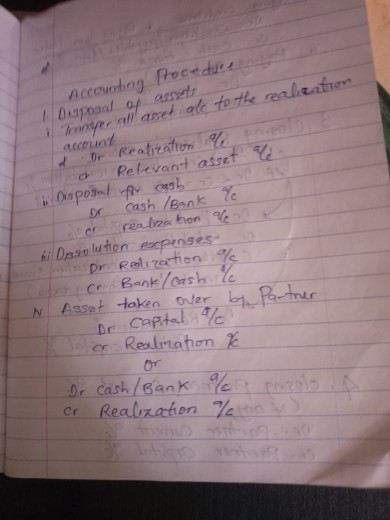 Accounting Procedure
1. Disposal of assets
i Transfer all asset a/c to the realization
account
d Dr Realization a/c
cr Relevant asset a/c.
ii Disposal for cash
Dr cash/Bank a/c
cr realization a/c
iii Dissolution expenses
Dr Realization a/c
Cr Bank/cash a/c
iv Asset taken over by Partner
Dr Capital a/c
cr Realization a/c
or
Dr cash/Bank a/c
cr Realization a/c